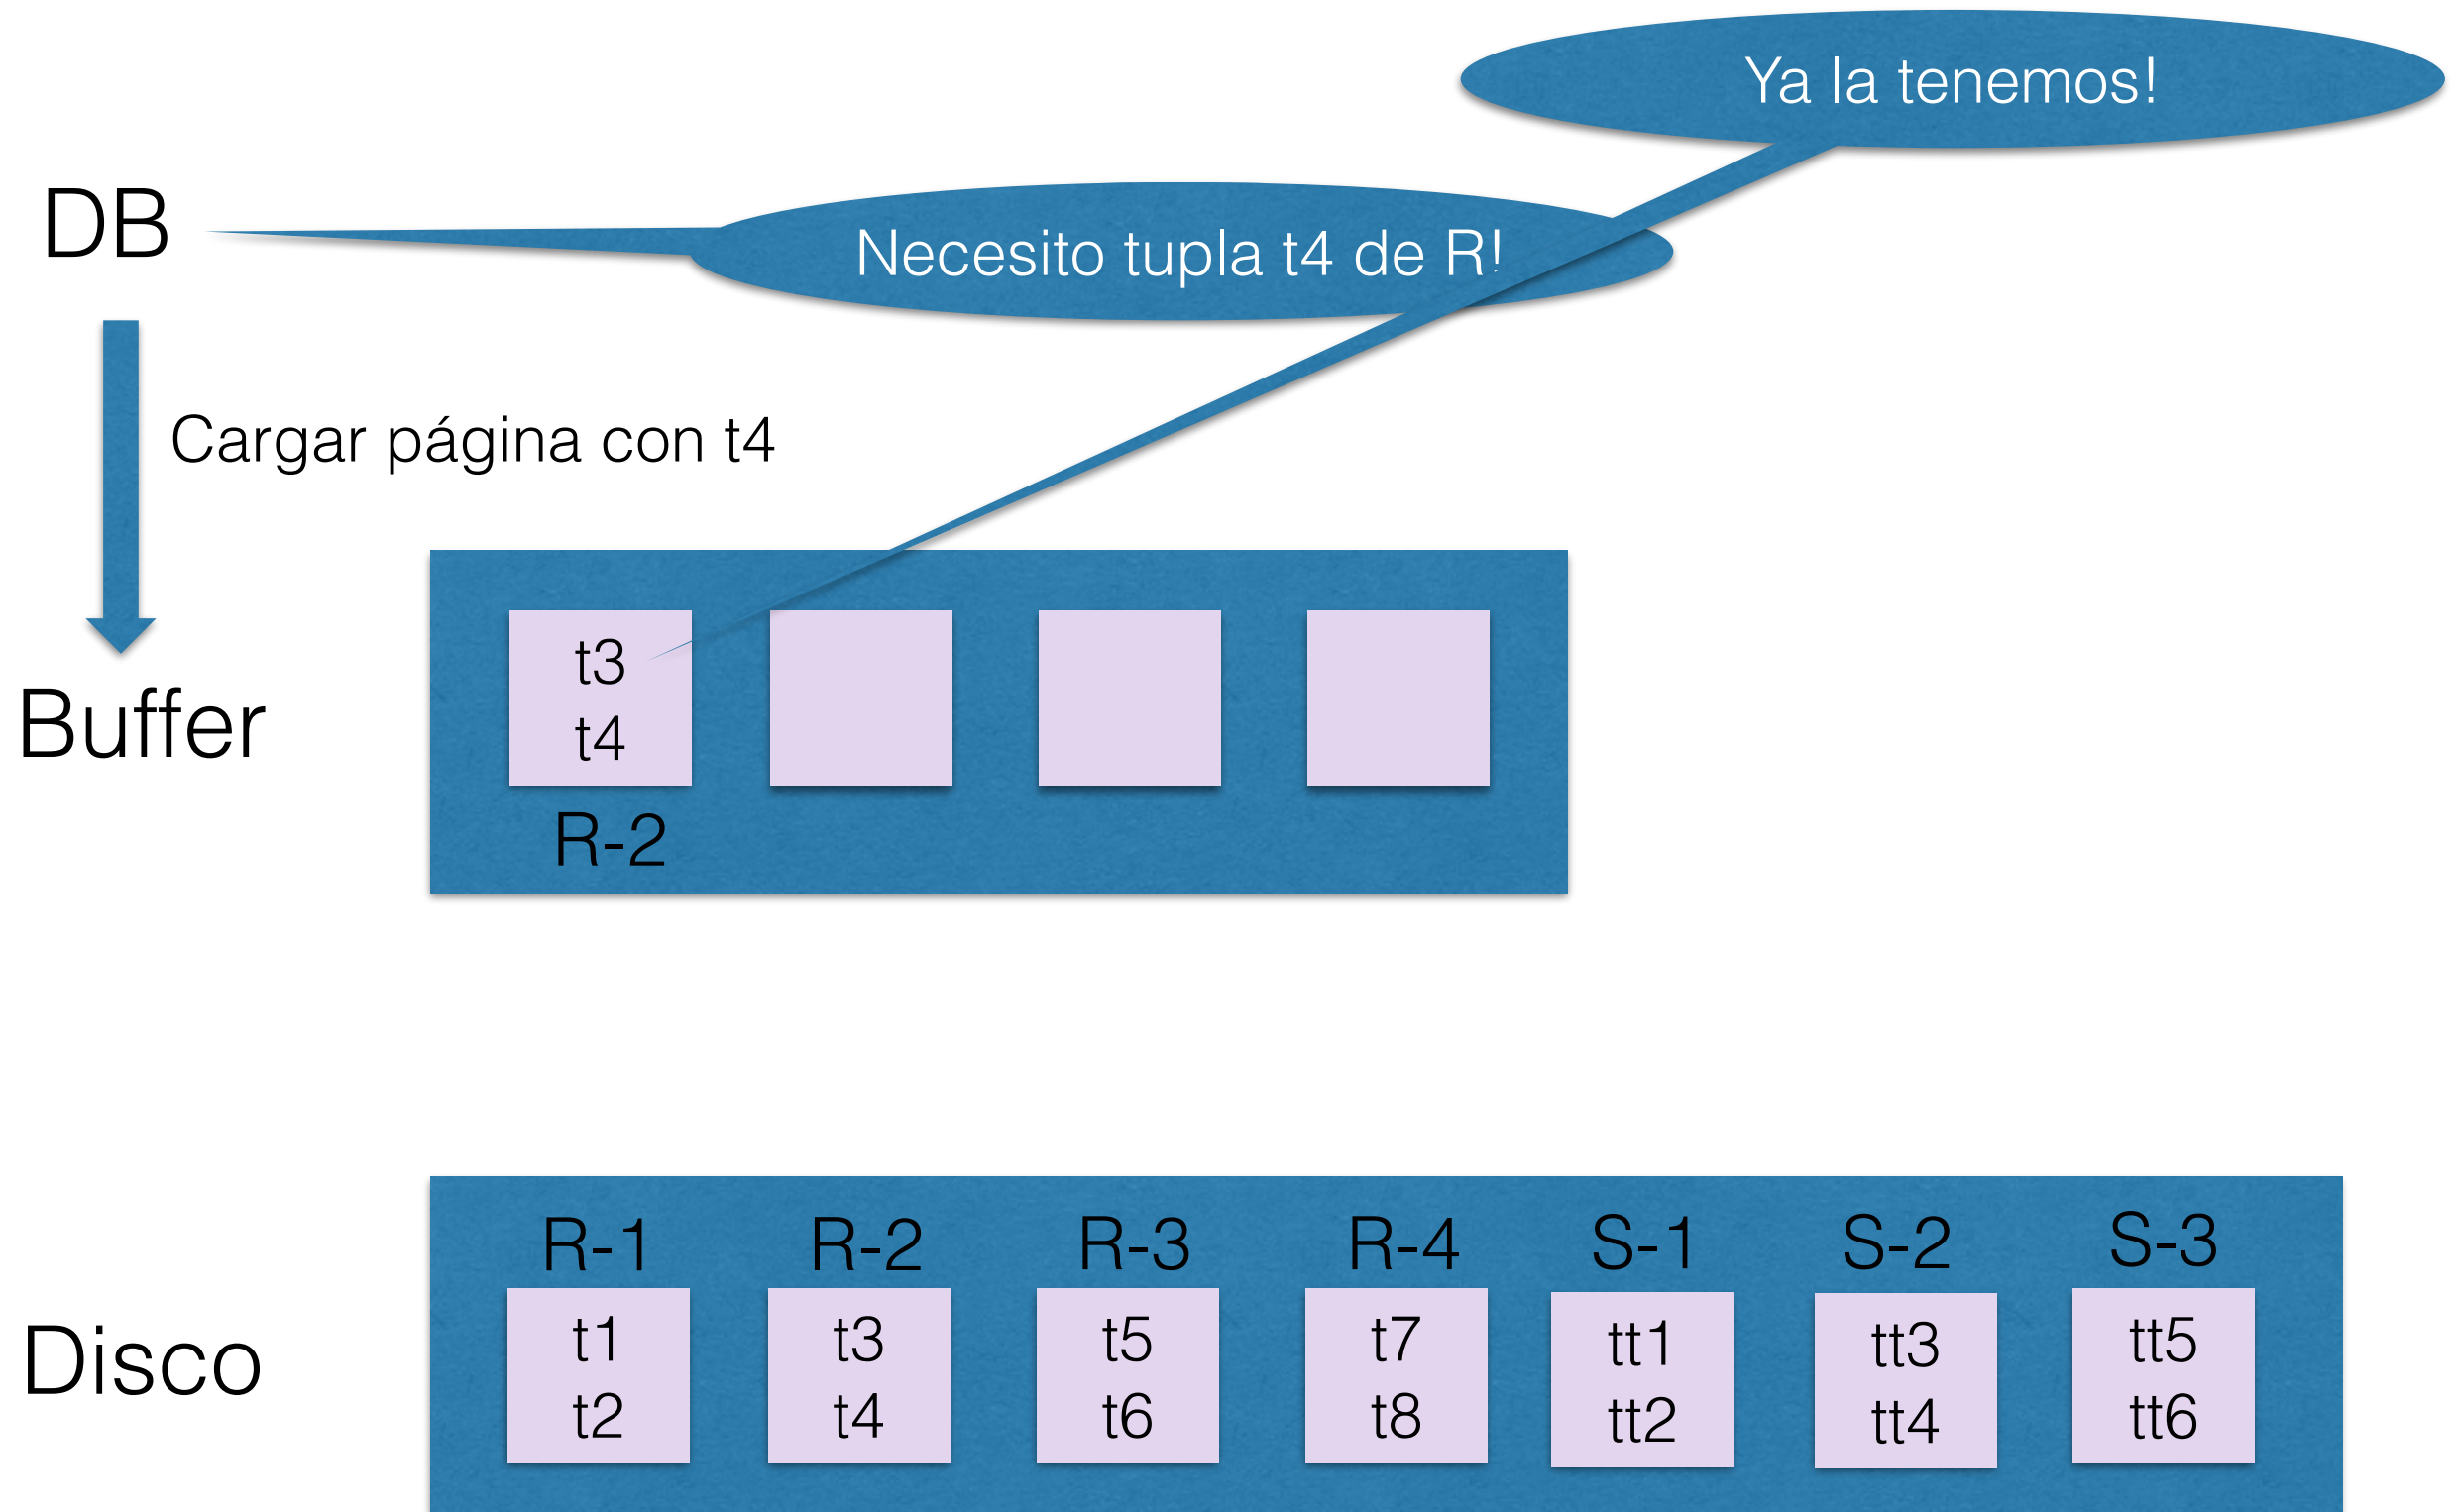 Ya la tenemos!
DB
Necesito tupla t4 de R!
Cargar página con t4
Buffer
t3
t4
R-2
Disco
R-1 R-2 R-3 R-4 S-1 S-2 S-3
t1 t3 t5 t7 tt1 tt3 tt5
t2 t4 t6 t8 tt2 tt4 tt6